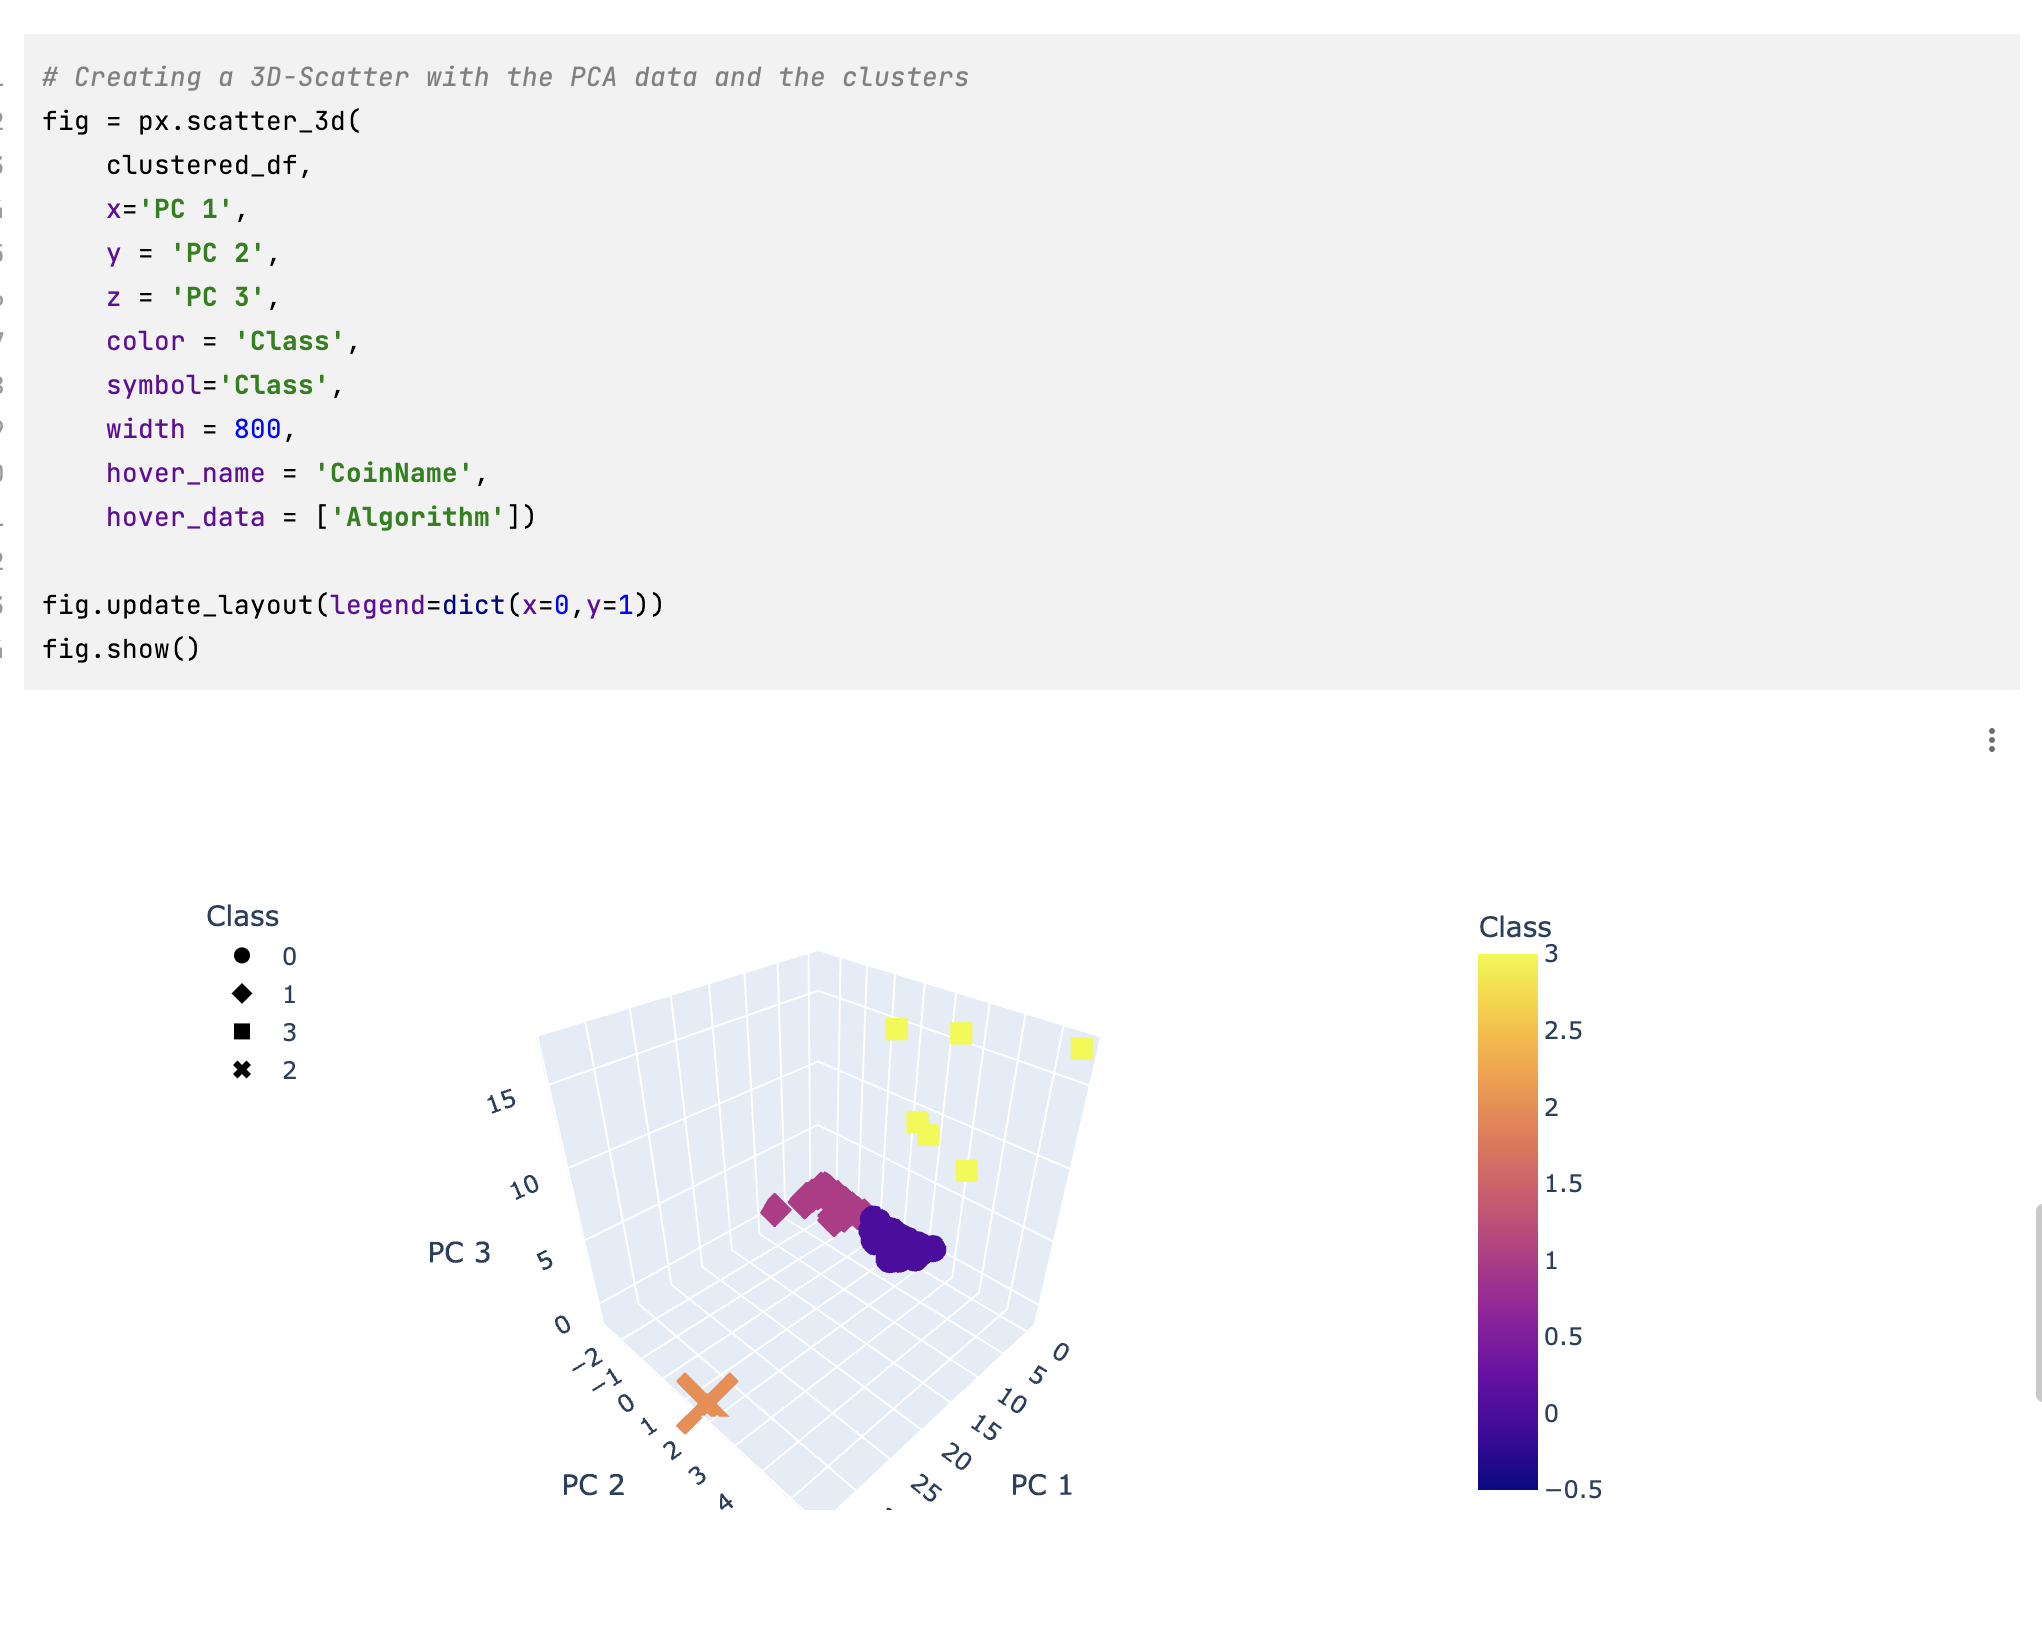 # Creating a 3D-Scatter with the PCA data and the clusters
fig = px.scatter_3d(
    clustered_df,
    x='PC 1',
    y = 'PC 2',
    z = 'PC 3',
    color = 'Class',
    symbol='Class',
    width = 800,
    hover_name = 'CoinName',
    hover_data = ['Algorithm'])
fig.update_layout(legend=dict(x=0,y=1))
fig.show()
Class
0
1
3
2
15
10
5
0
PC 3
−2
−1
0
1
2
3
4
PC 2
0
5
10
15
20
25
PC 1
Class
3
2.5
2
1.5
1
0.5
0
−0.5